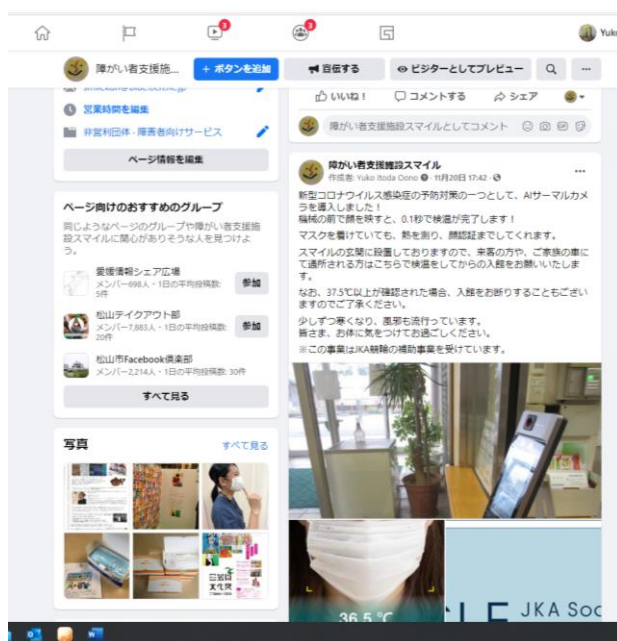 3
3
Yuko
障がい者支援施...
+ ボタンを追加
宣伝する
ビジターとしてプレビュー
営業時間を編集
非営利団体・障害者向けサービス
ページ情報を編集
ページ向けのおすすめのグループ
同じようなページのグループや障がい者支援施
設スマイルに関心がありそうな人を見つけよ
う。
愛媛情報シェア広場
メンバー698人・1日の平均投稿数:
5件
参加
松山テイクアウト部
メンバー7,883人・1日の平均投稿数:
20件
参加
松山市Facebook倶楽部
メンバー2,214人・1日の平均投稿数: 30件
すべて見る
写真
すべて見る
いいね！
コメントする
シェア
障がい者支援施設スマイルとしてコメント
障がい者支援施設スマイル
作成者: Yuko Itoda Oono・11月20日 17:42・
新型コロナウイルス感染症の予防対策の一つとして、AIサーマルカメ
ラを導入しました！
機械の前で顔を映すと、0.1秒で検温が完了します！
マスクを着けていても、熱を測り、顔認証までしてくれます。
スマイルの玄関に設置しておりますので、来客の方や、ご家族の車に
て通所される方はこちらで検温をしてからの入館をお願いいたしま
す。
なお、37.5℃以上が確認された場合、入館をお断りすることもござい
ますのでご了承ください。
少しずつ寒くなり、風邪も流行っています。
皆さま、お体に気をつけてお過ごしください。
※この事業はJKA競輪の補助事業を受けています。
36.5 ℃
JKA Soc